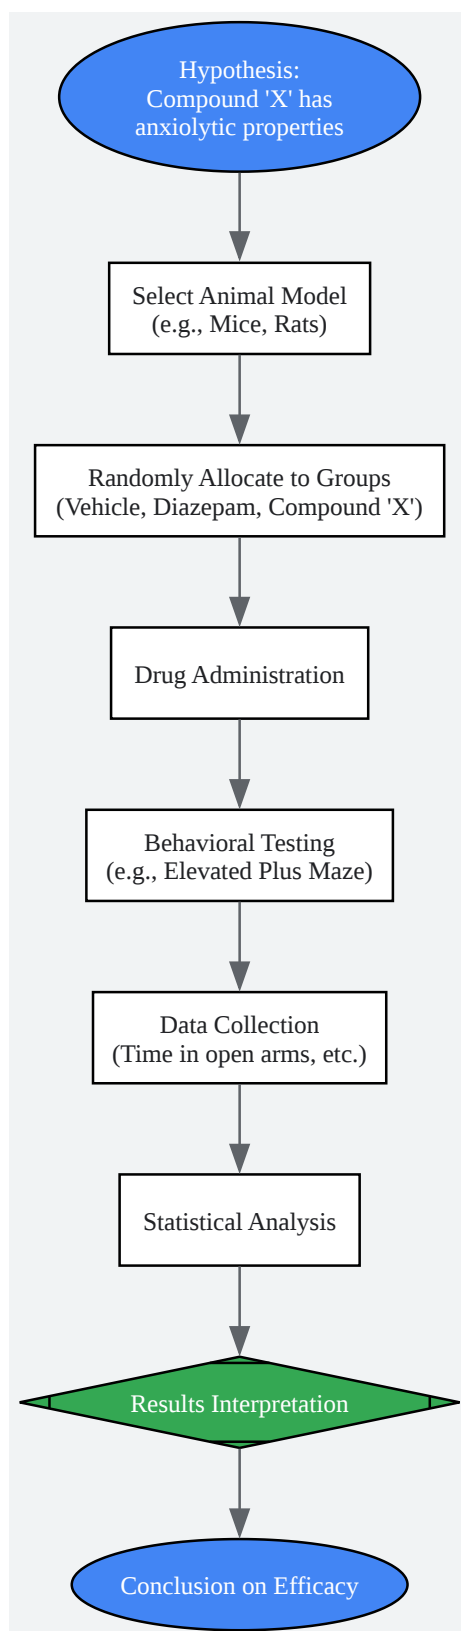 Hypothesis:
Compound 'X' has
anxiolytic properties
Select Animal Model
(e.g., Mice, Rats)
Randomly Allocate to Groups
(Vehicle, Diazepam, Compound 'X')
Drug Administration
Behavioral Testing
(e.g., Elevated Plus Maze)
Data Collection
(Time in open arms, etc.)
Statistical Analysis
Results Interpretation
Conclusion on Efficacy